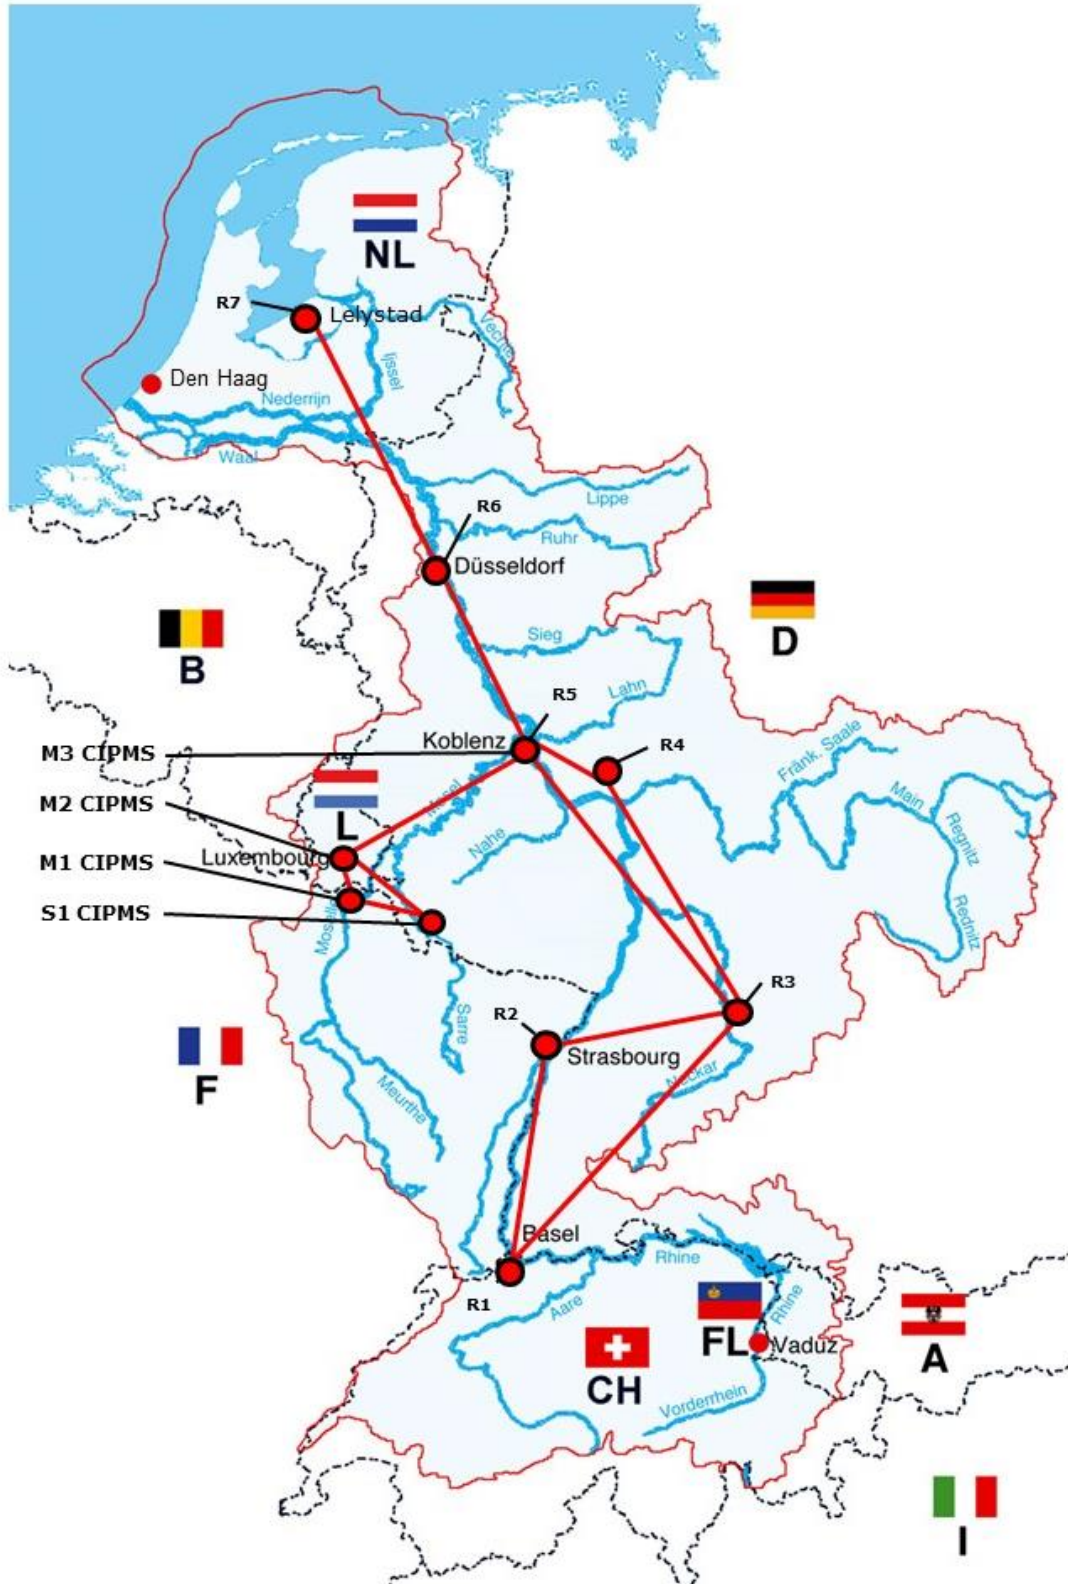 NL
R7
Lelystad
Vechte
Ijssel
Den Haag
Nederrijn
Waal
Lippe
R6
Ruhr
Düsseldorf
D
B
Sieg
R5
Lahn
Koblenz
R4
M3 CIPMS
Fränk. Saale
M2 CIPMS
Mosel
Main
Regnitz
L
Luxembourg
Nahe
M1 CIPMS
S1 CIPMS
Moselle
Rednitz
R3
R2
Sarre
Strasbourg
F
Neckar
Meurthe
Basel
Rhine
R1
Aare
Rhine
FL
Vaduz
A
CH
Vorderrhein
I